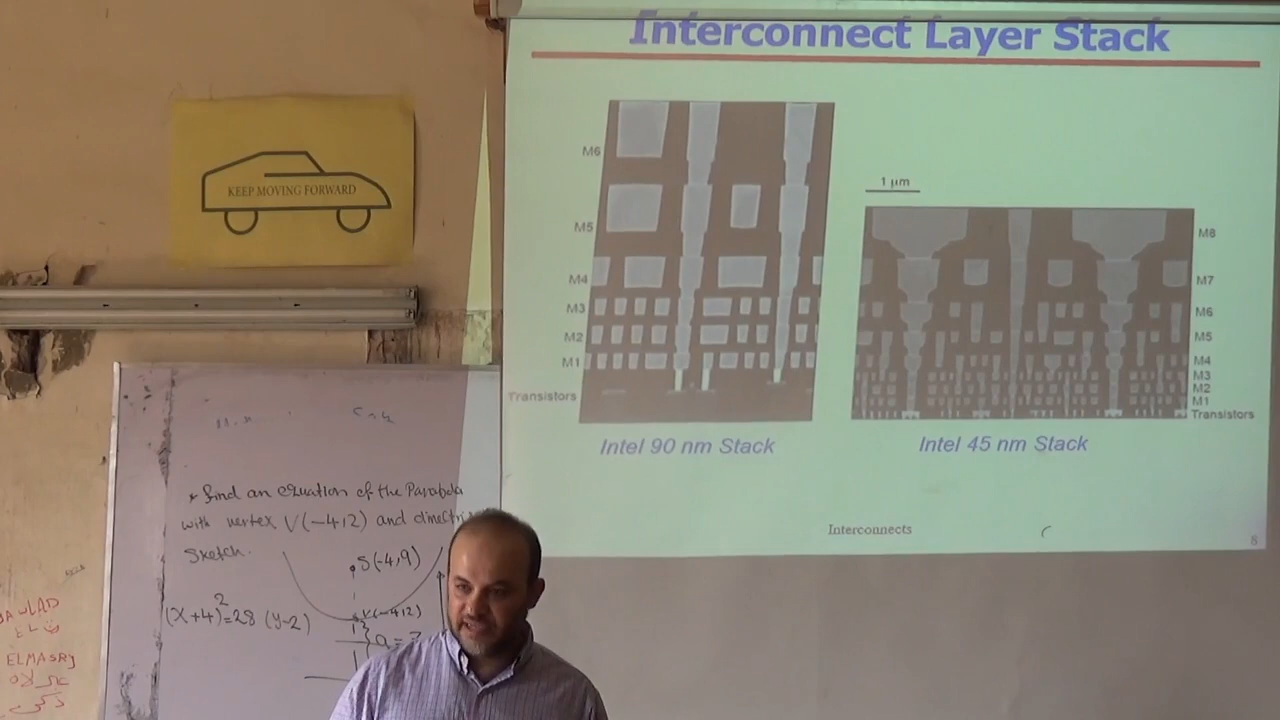 Interconnect Layer Stack
KEEP MOVING FORWARD
M6
M5
M4
M3
M2
M1
Transistors
Intel 90 nm Stack
1 μm
M8
M7
M6
M5
M4
M3
M2
M1
Transistors
Intel 45 nm Stack
Interconnects
8
* find an equation of the Parabola
with vertex V(-4,2) and
Sketch.
S(-4,9)
V(-4,2)
(X+4)²=28 (y-2)
a=7
ELMASRY